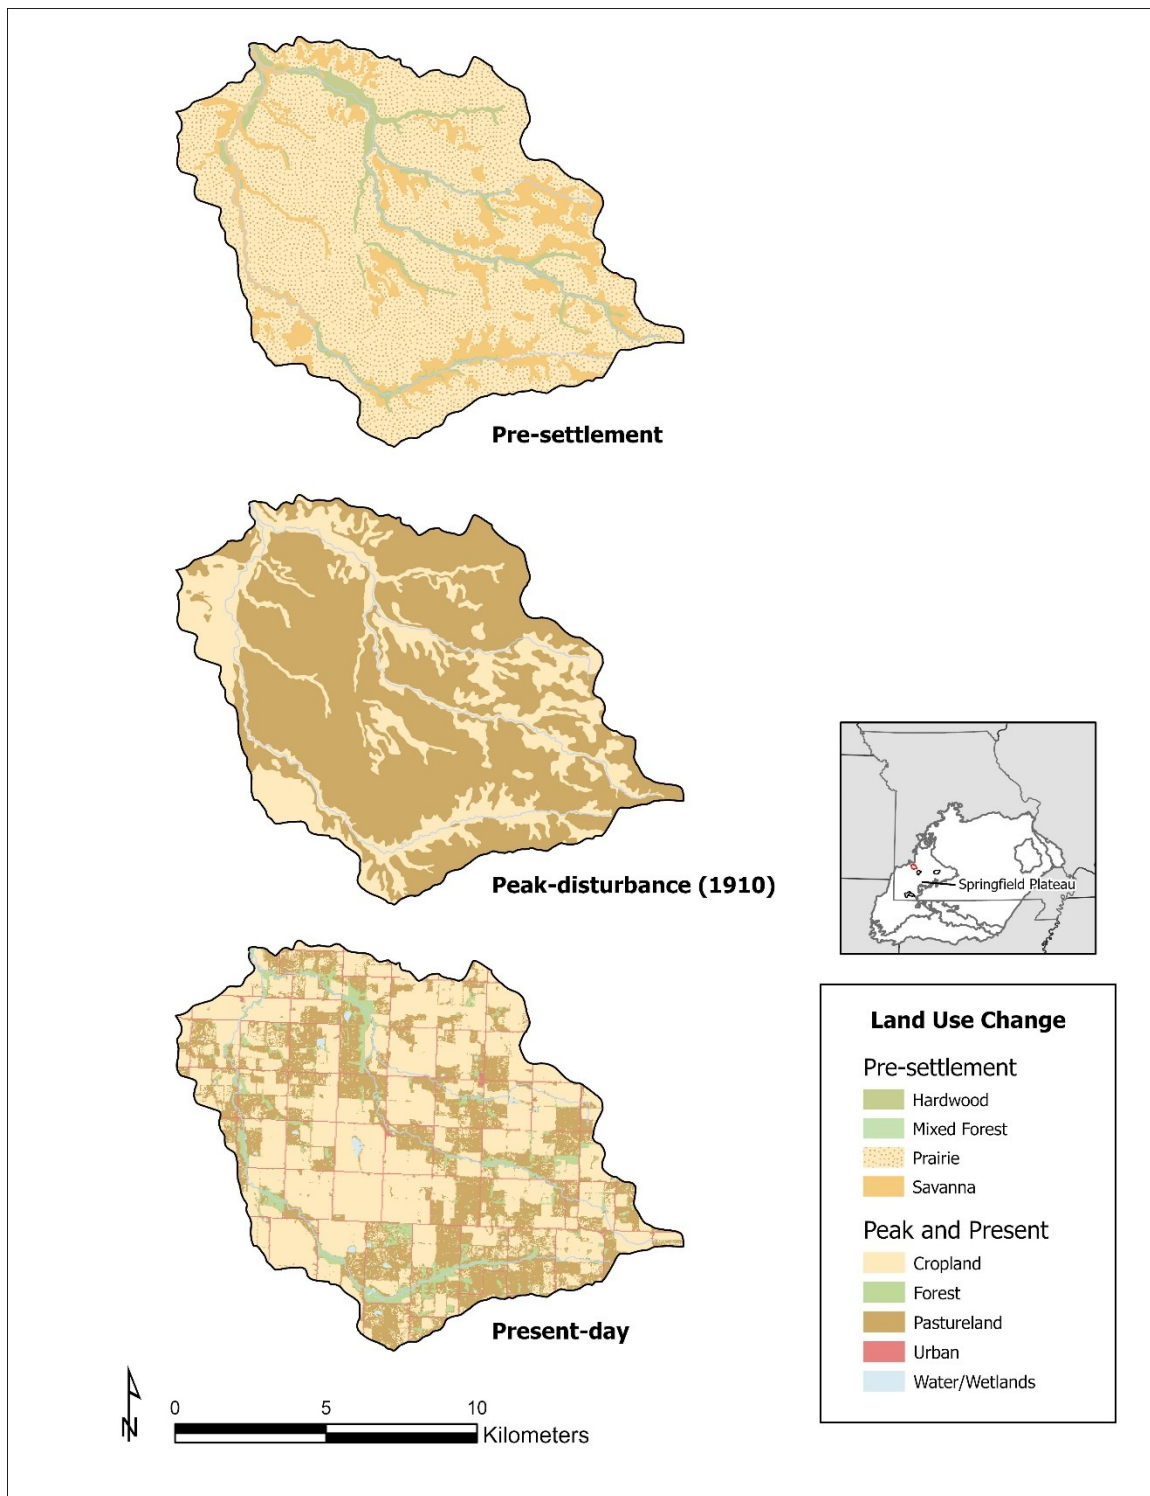 Pre-settlement
Peak-disturbance (1910)
Springfield Plateau
Present-day
Land Use Change
Pre-settlement
Hardwood
Mixed Forest
Prairie
Savanna
Peak and Present
Cropland
Forest
Pastureland
Urban
Water/Wetlands
N
0 5 10
Kilometers